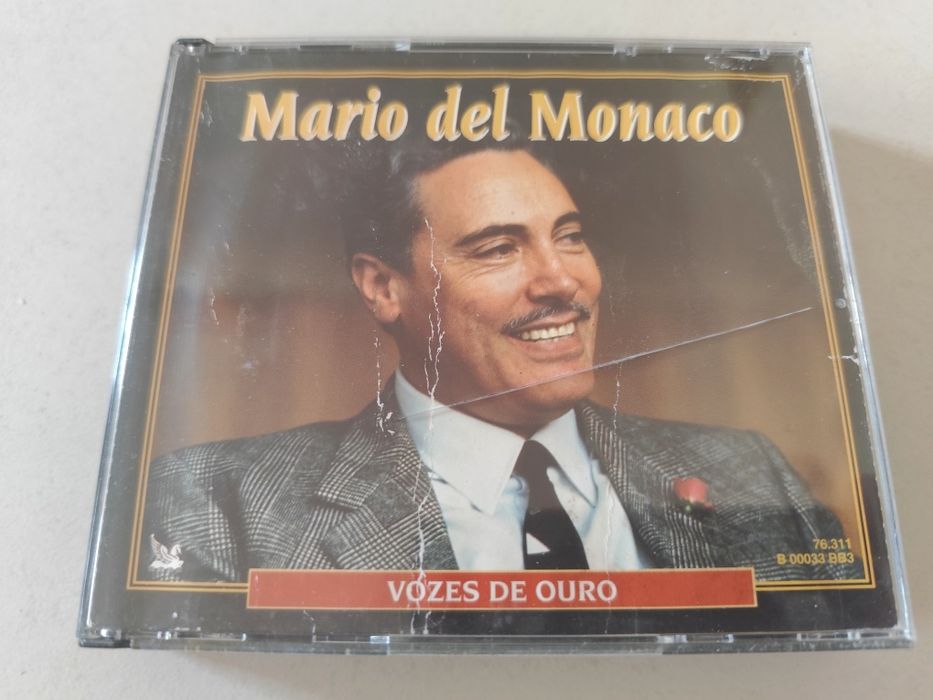 Mario del Monaco
76.311
B 00033 BB3
VOZES DE OURO